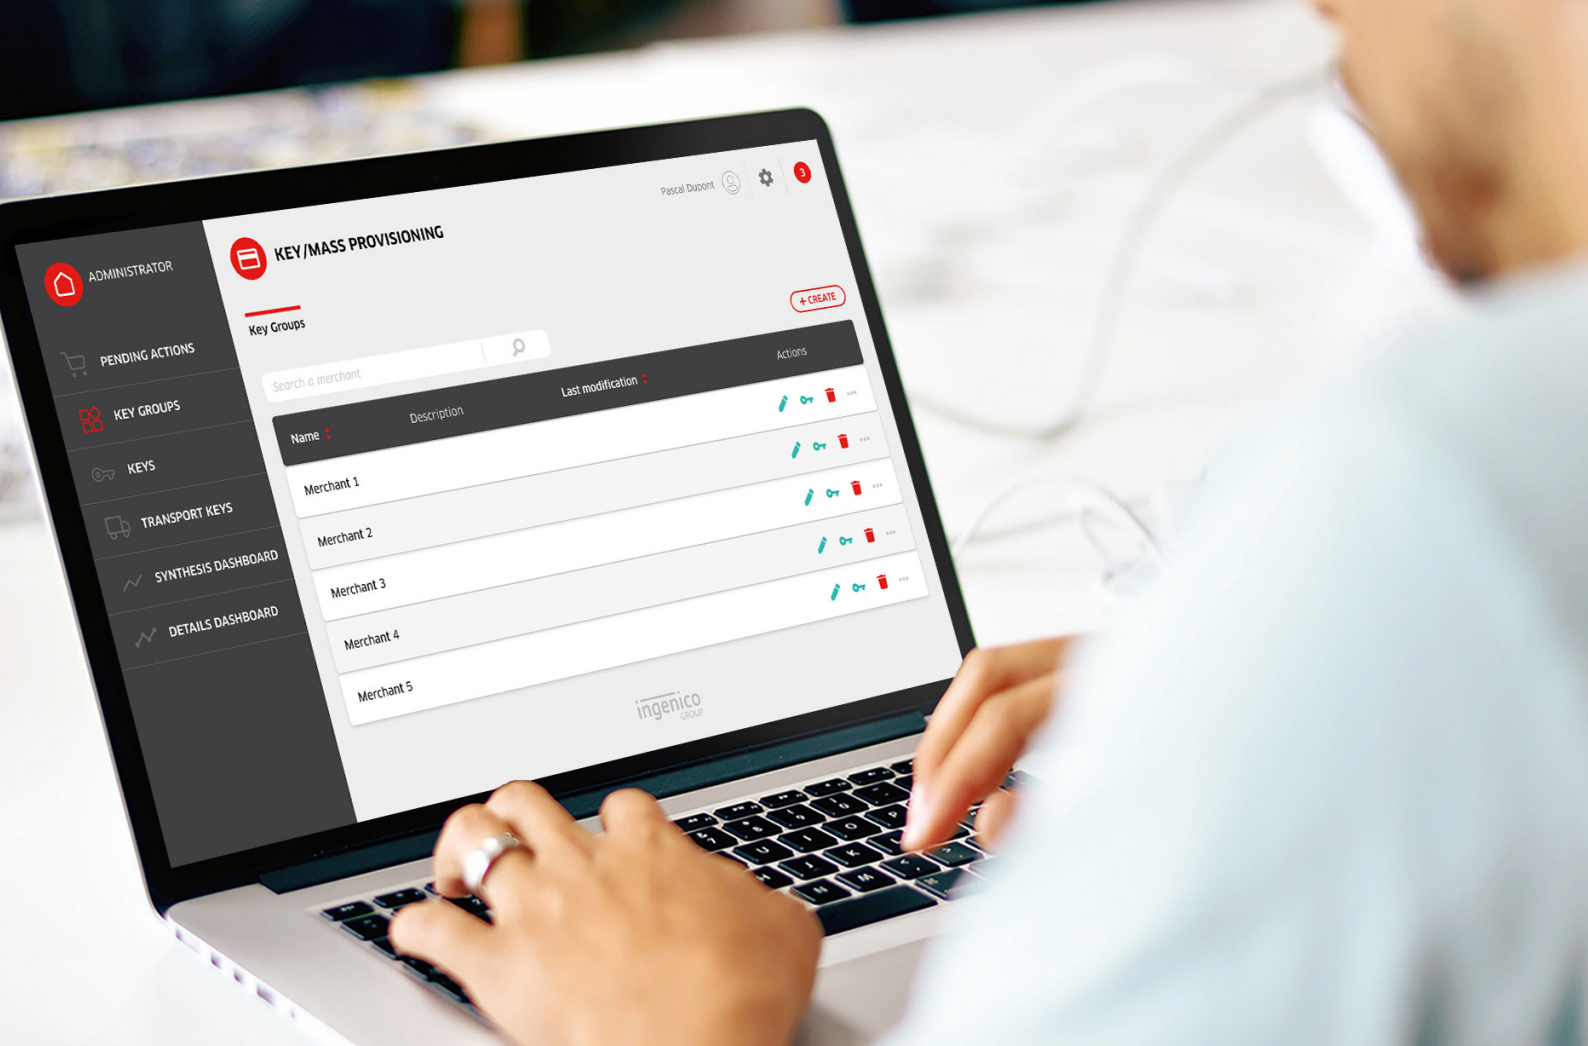 Pascal Dupont
3
ADMINISTRATOR
KEY/MASS PROVISIONING
PENDING ACTIONS
KEY GROUPS
KEYS
TRANSPORT KEYS
SYNTHESIS DASHBOARD
DETAILS DASHBOARD
Key Groups
+ CREATE
Search a merchant
Name
Description
Last modification
Actions
Merchant 1
Merchant 2
Merchant 3
Merchant 4
Merchant 5
ingenico
GROUP